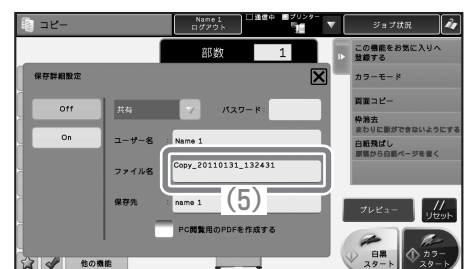 コピー
Name 1
ログアウト
通信中
プリンター
ジョブ状況
部数
1
この機能をお気に入りへ
登録する
カラーモード
両面コピー
枠消去
まわりに影ができないようにする
白紙飛ばし
原稿から白紙ページを省く
保存詳細設定
Off
On
共有
パスワード:
ユーザー名 : Name 1
ファイル名 Copy_20110131_132431
保存先 : name 1
(5)
PC閲覧用のPDFを作成する
プレビュー
リセット
白黒
スタート
カラー
スタート
他の機能